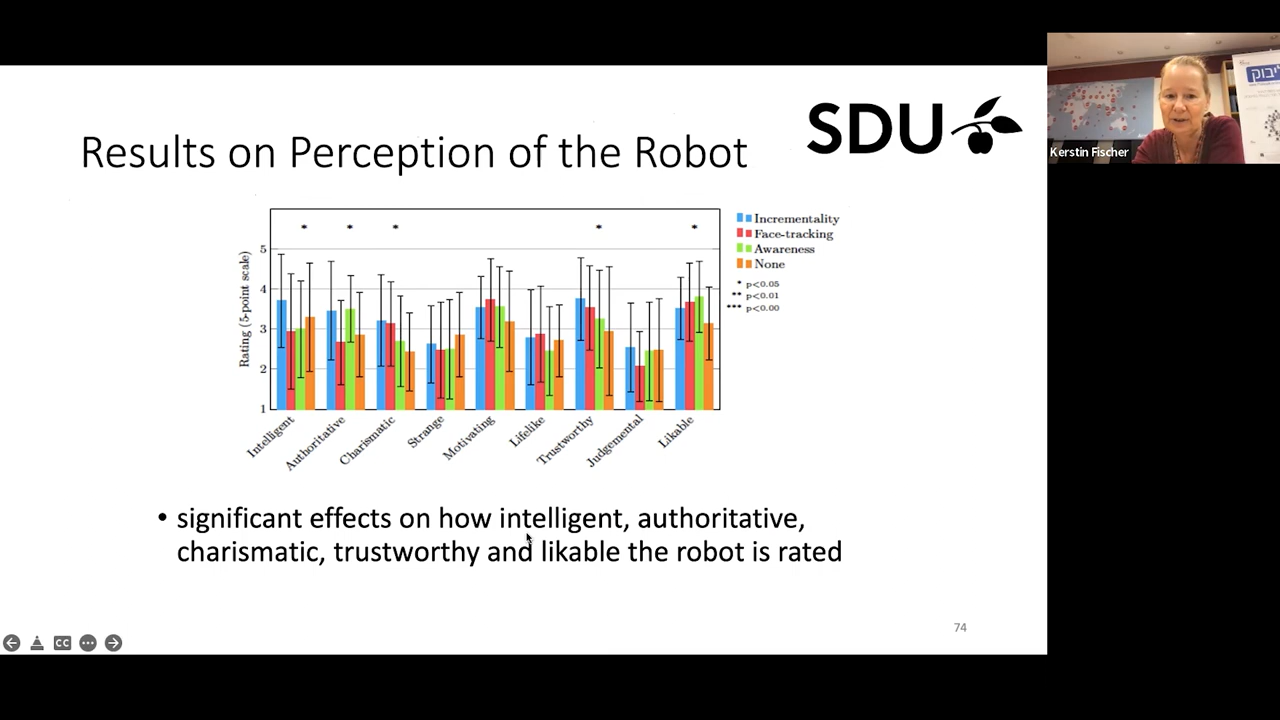 SDU
Results on Perception of the Robot
Rating (5-point scale)
5
4
3
2
1
*
*
*
*
*
Intelligent
Authoritative
Charismatic
Strange
Motivating
Lifelike
Trustworthy
Judgemental
Likable
Incrementality
Face-tracking
Awareness
None
* p<0.05
** p<0.01
*** p<0.00
• significant effects on how intelligent, authoritative,
charismatic, trustworthy and likable the robot is rated
74
CC
Kerstin Fischer